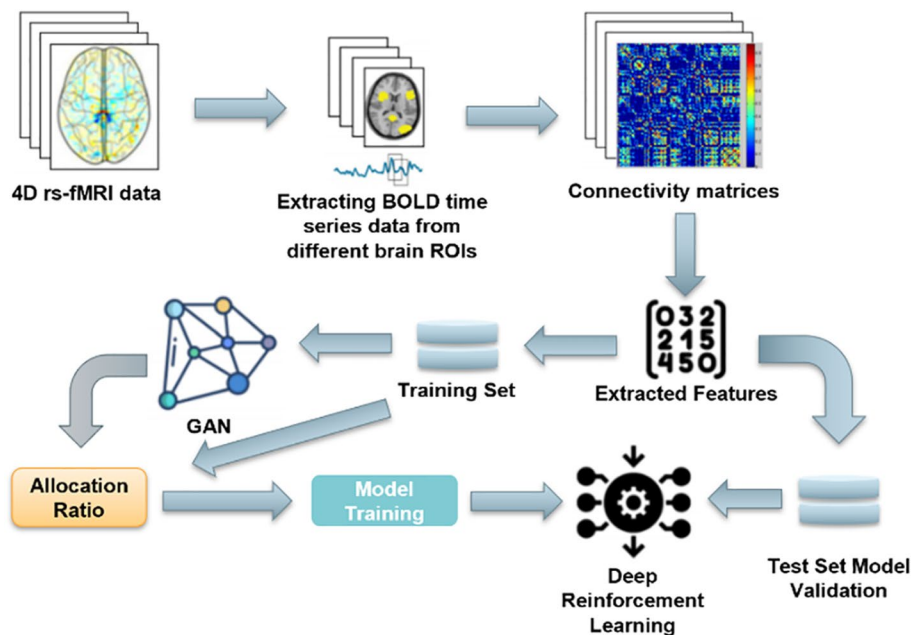 4D rs-fMRI data
Extracting BOLD time
series data from
different brain ROIs
Connectivity matrices
0 3 2
2 1 5
4 5 0
Extracted Features
Training Set
GAN
Allocation
Ratio
Model
Training
Deep
Reinforcement
Learning
Test Set Model
Validation